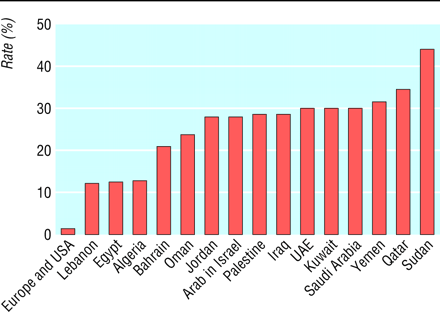 Rate (%)
50
40
30
20
10
0
Europe and USA
Lebanon
Egypt
Algeria
Bahrain
Oman
Jordan
Arab in Israel
Palestine
Iraq
UAE
Kuwait
Saudi Arabia
Yemen
Qatar
Sudan